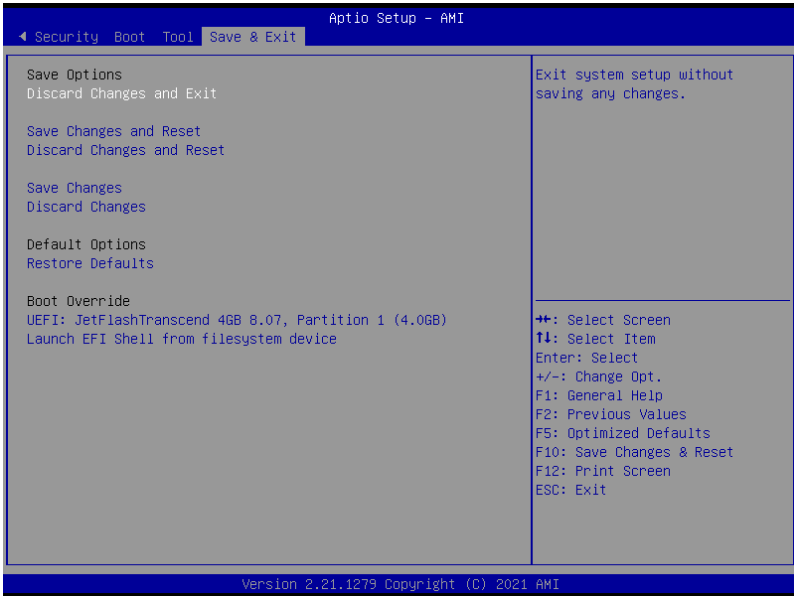 Aptio Setup – AMI
◄ Security Boot Tool Save & Exit
Save Options
Discard Changes and Exit
Save Changes and Reset
Discard Changes and Reset
Save Changes
Discard Changes
Default Options
Restore Defaults
Boot Override
UEFI: JetFlashTranscend 4GB 8.07, Partition 1 (4.0GB)
Launch EFI Shell from filesystem device
Exit system setup without
saving any changes.
→←: Select Screen
↑↓: Select Item
Enter: Select
+/-: Change Opt.
F1: General Help
F2: Previous Values
F5: Optimized Defaults
F10: Save Changes & Reset
F12: Print Screen
ESC: Exit
Version 2.21.1279 Copyright (C) 2021 AMI